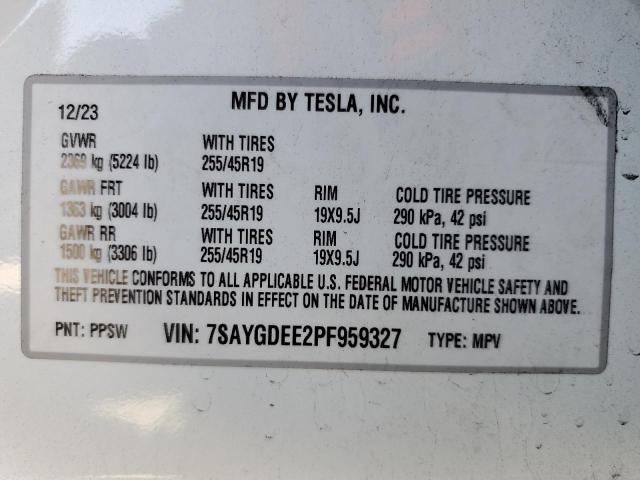 MFD BY TESLA, INC.
12/23
GVWR WITH TIRES
2369 kg (5224 lb) 255/45R19
GAWR FRT WITH TIRES RIM COLD TIRE PRESSURE
1363 kg (3004 lb) 255/45R19 19X9.5J 290 kPa, 42 psi
GAWR RR WITH TIRES RIM COLD TIRE PRESSURE
1500 kg (3306 lb) 255/45R19 19X9.5J 290 kPa, 42 psi
THIS VEHICLE CONFORMS TO ALL APPLICABLE U.S. FEDERAL MOTOR VEHICLE SAFETY AND
THEFT PREVENTION STANDARDS IN EFFECT ON THE DATE OF MANUFACTURE SHOWN ABOVE.
PNT: PPSW VIN: 7SAYGDEE2PF959327 TYPE: MPV